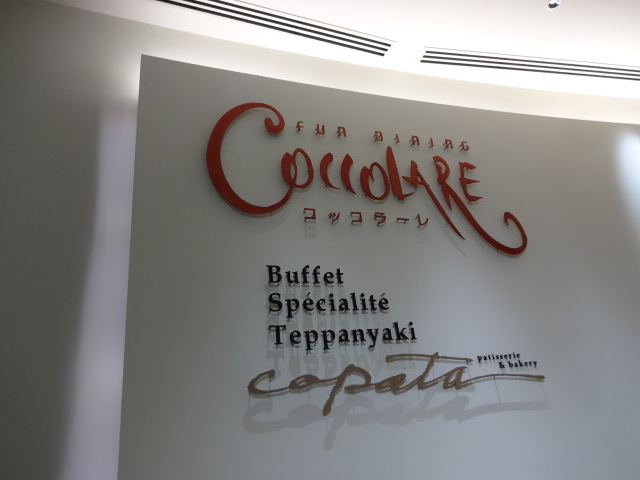 FUN DINING
COCCOLARE
コッコラーレ
Buffet
Spécialité
Teppanyaki
copata
patisserie
& bakery